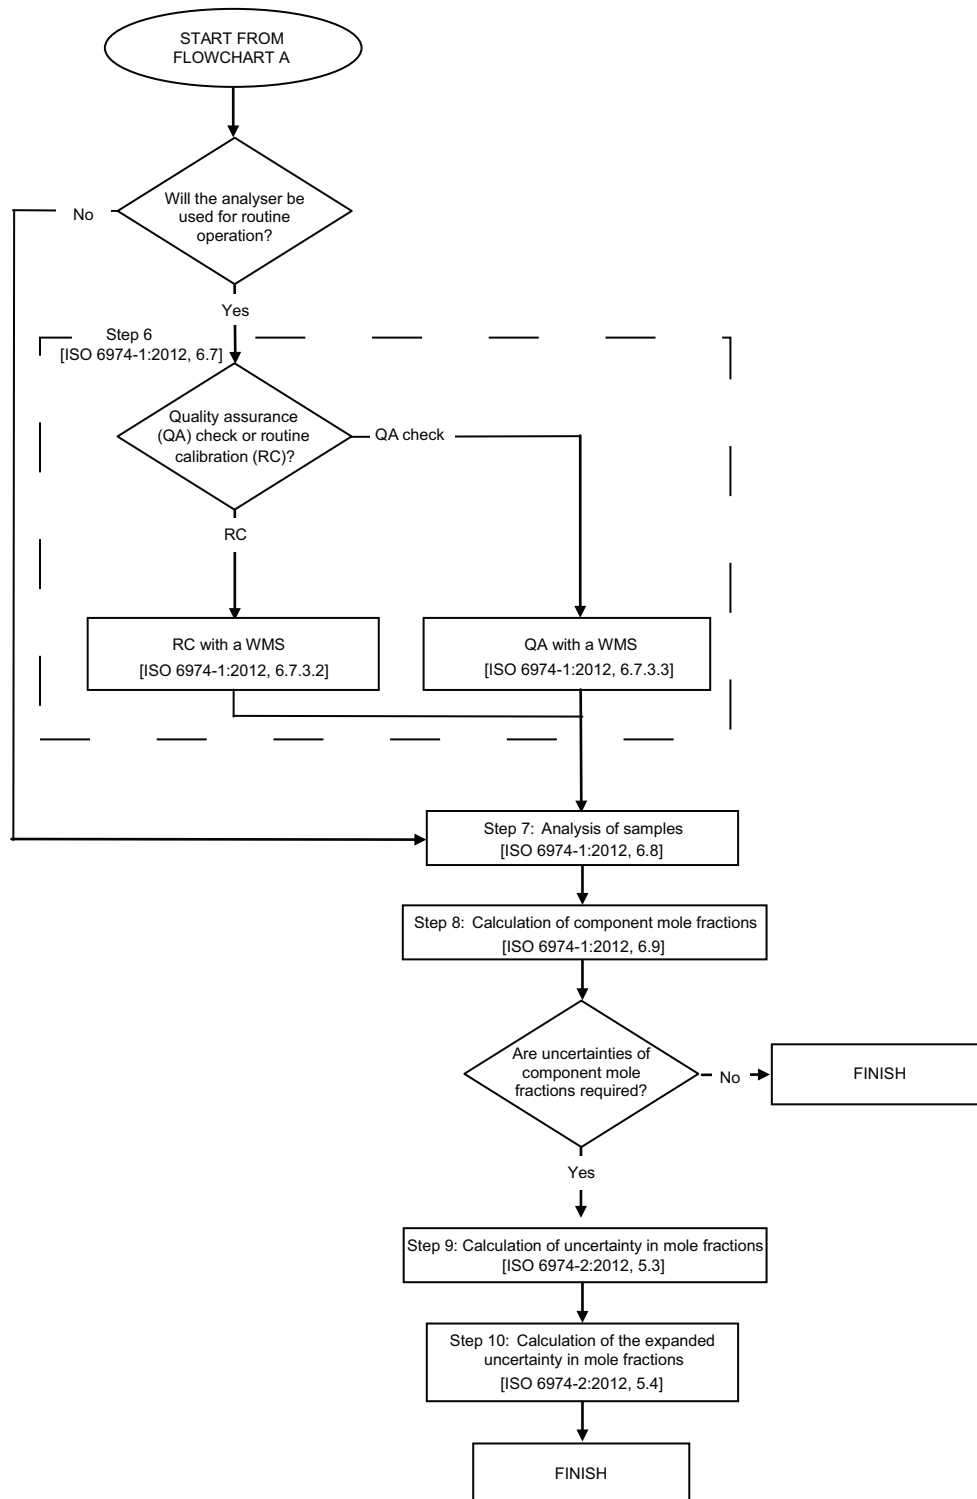 START FROM
FLOWCHART A
Will the analyser be
used for routine
operation?
No
Yes
Step 6
[ISO 6974-1:2012, 6.7]
Quality assurance
(QA) check or routine
calibration (RC)?
QA check
RC
RC with a WMS
[ISO 6974-1:2012, 6.7.3.2]
QA with a WMS
[ISO 6974-1:2012, 6.7.3.3]
Step 7: Analysis of samples
[ISO 6974-1:2012, 6.8]
Step 8: Calculation of component mole fractions
[ISO 6974-1:2012, 6.9]
Are uncertainties of
component mole
fractions required?
No
FINISH
Yes
Step 9: Calculation of uncertainty in mole fractions
[ISO 6974-2:2012, 5.3]
Step 10: Calculation of the expanded
uncertainty in mole fractions
[ISO 6974-2:2012, 5.4]
FINISH